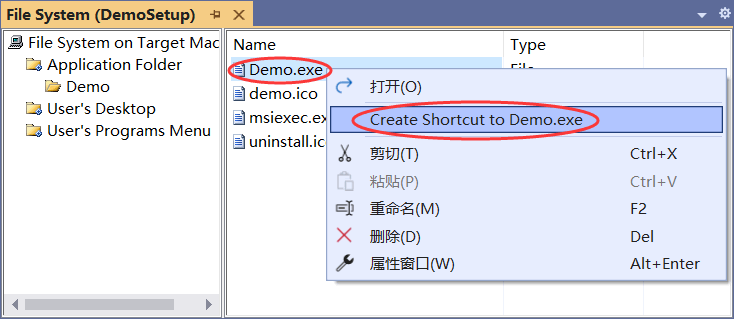 File System (DemoSetup)
File System on Target Mac
Application Folder
Demo
User's Desktop
User's Programs Menu
Name Type
Demo.exe File
demo.ico
msiexec.ex
uninstall.ic
打开(O)
Create Shortcut to Demo.exe
剪切(T) Ctrl+X
粘贴(P) Ctrl+V
重命名(M) F2
删除(D) Del
属性窗口(W) Alt+Enter